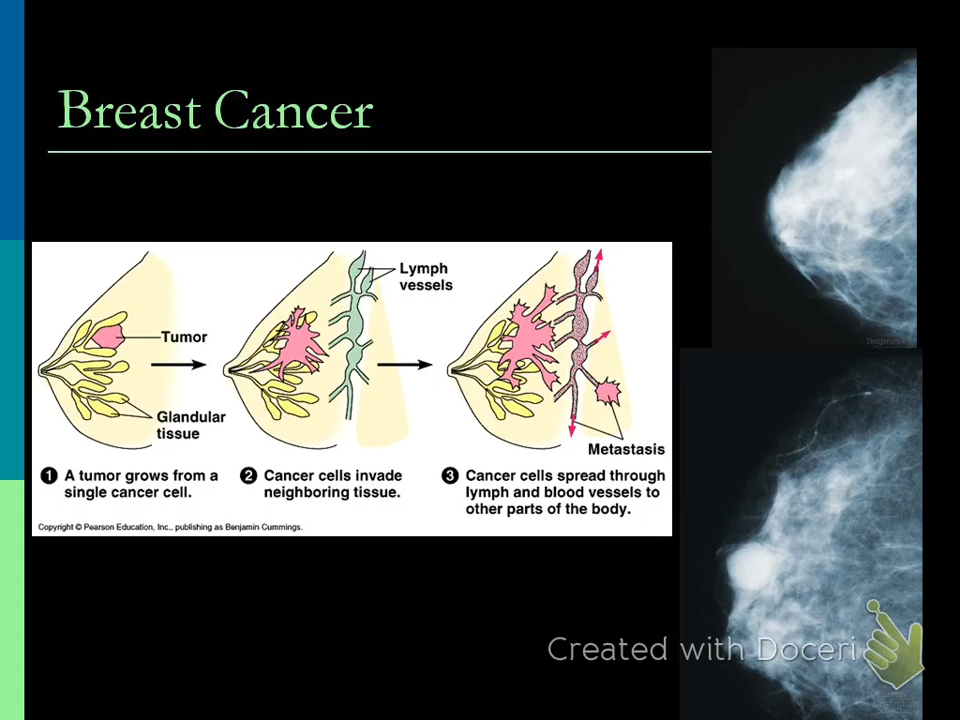 Breast Cancer
Lymph
vessels
Tumor
Glandular
tissue
Metastasis
1 A tumor grows from a
single cancer cell.
2 Cancer cells invade
neighboring tissue.
3 Cancer cells spread through
lymph and blood vessels to
other parts of the body.
Copyright © Pearson Education, Inc., publishing as Benjamin Cummings.
Created with Doceri